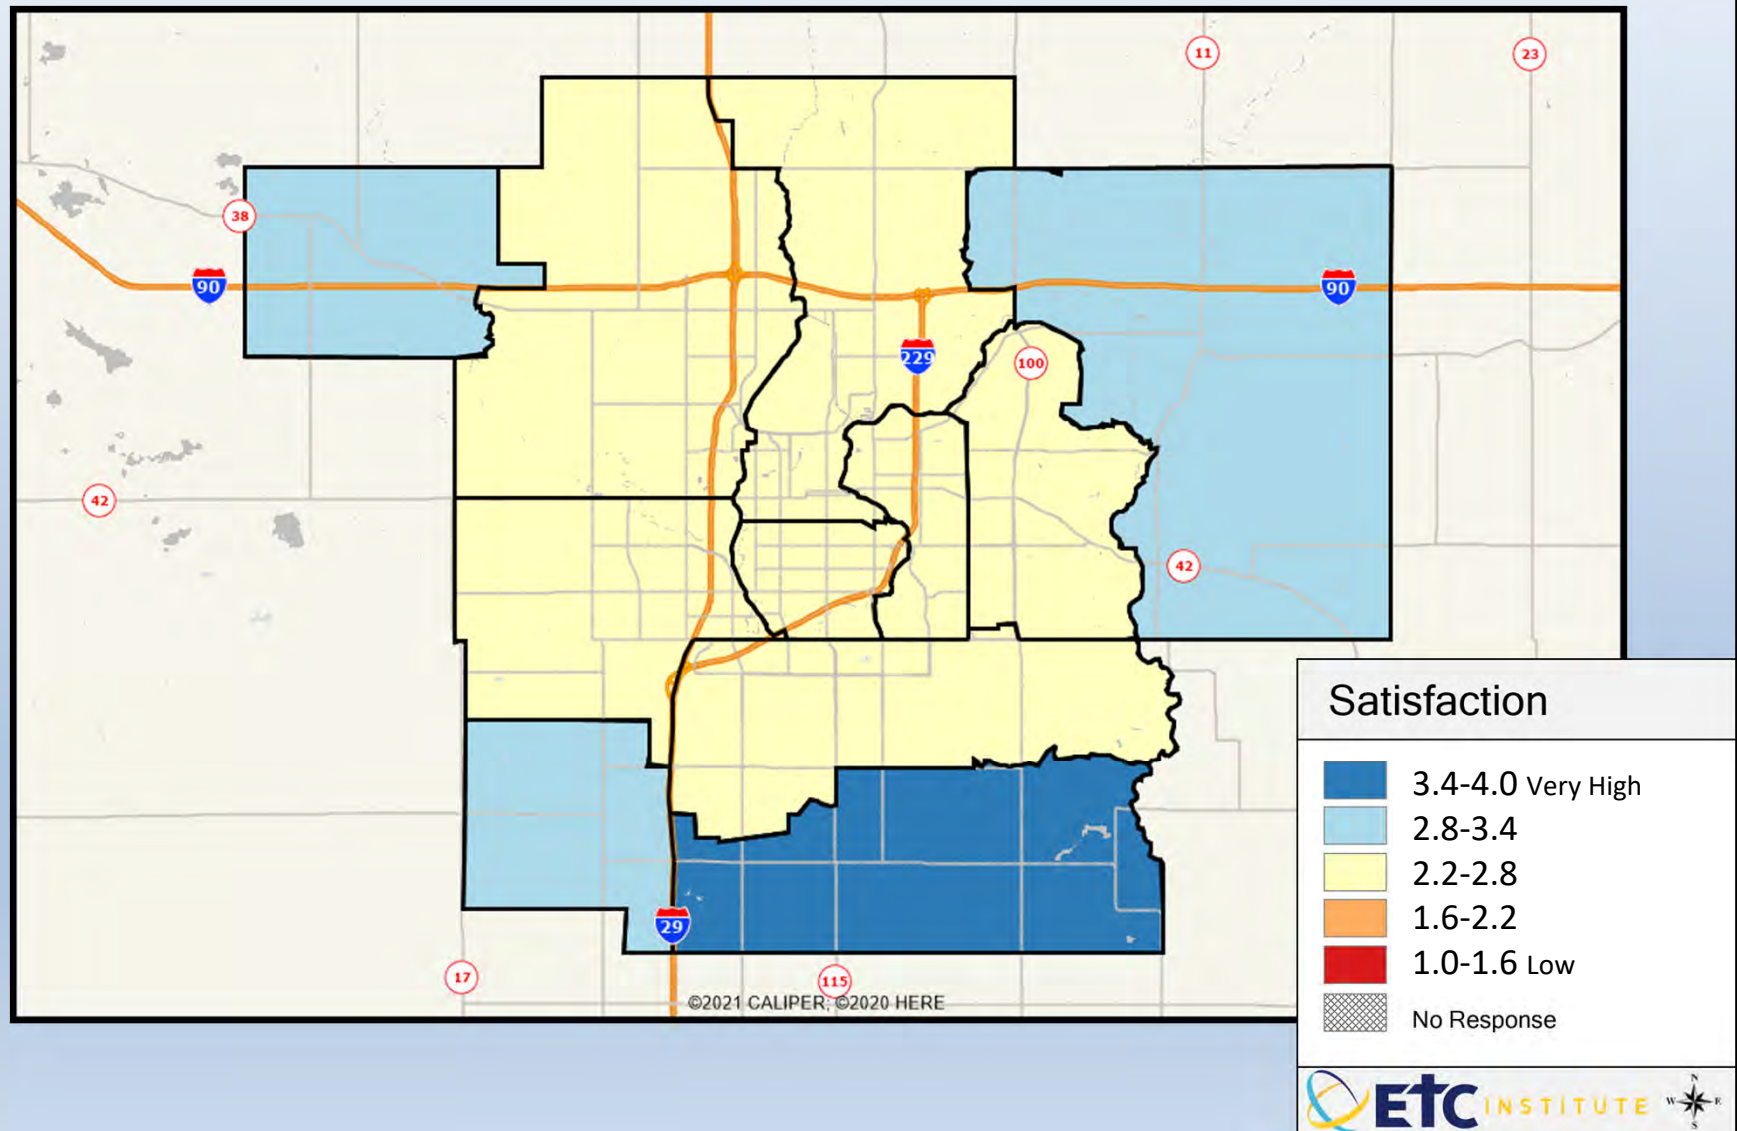 11
23
38
90
90
229
100
42
42
Satisfaction
3.4-4.0 Very High
2.8-3.4
2.2-2.8
1.6-2.2
1.0-1.6 Low
No Response
29
17
115
©2021 CALIPER; ©2020 HERE
ETC INSTITUTE
N
W E
S